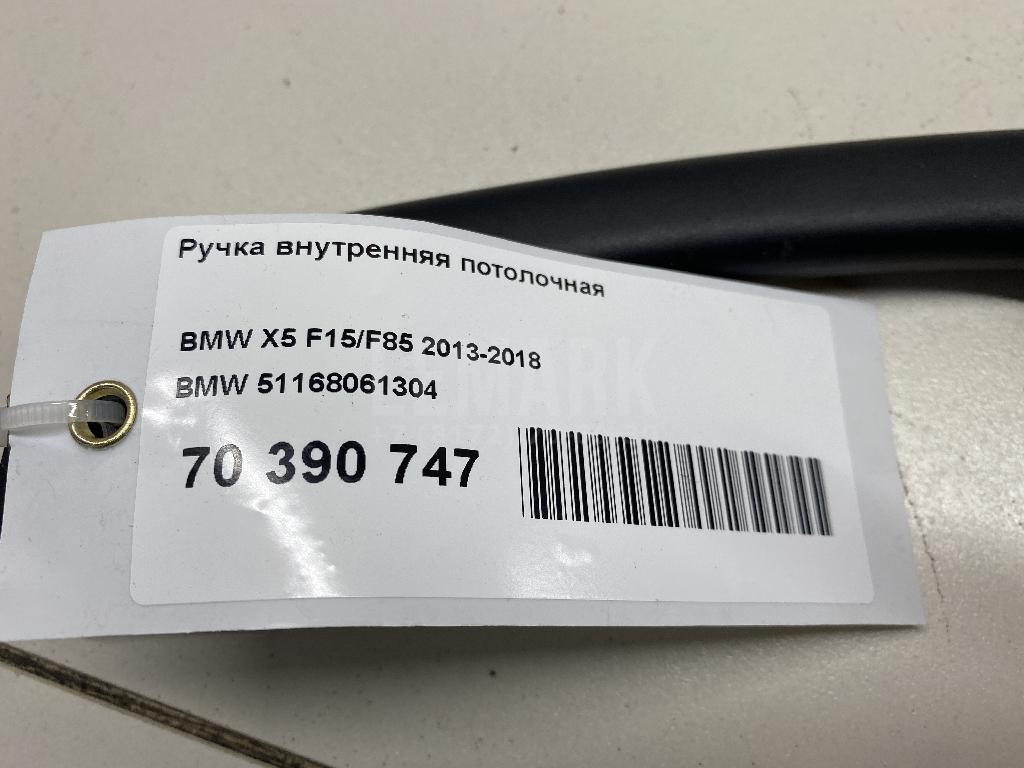 Ручка внутренняя потолочная
BMW X5 F15/F85 2013-2018
BMW 51168061304
70 390 747